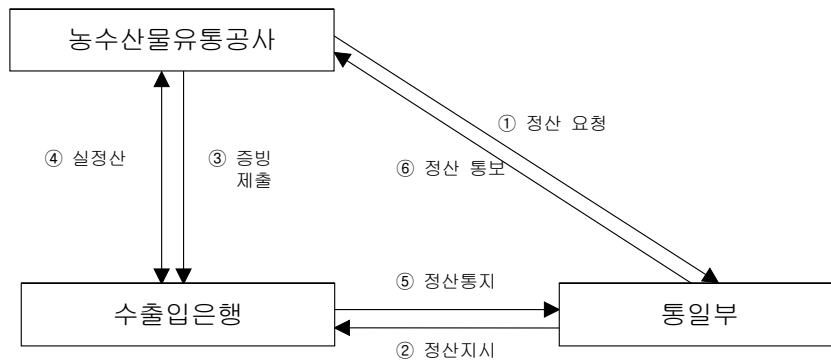 농수산물유통공사
① 정산 요청
④ 실정산
③ 증빙
제출
⑥ 정산 통보
⑤ 정산통지
수출입은행
통일부
② 정산지시